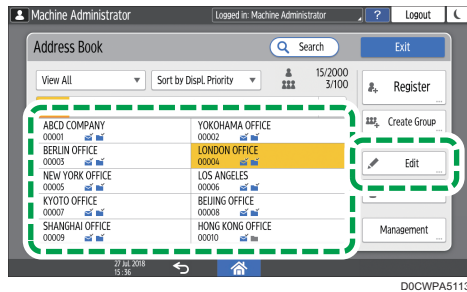 Machine Administrator
Logged in: Machine Administrator
?
Logout
Address Book
Search
Exit
View All
Sort by Displ. Priority
15/2000
3/100
Register
ABCD COMPANY
00001
YOKOHAMA OFFICE
00002
Create Group
BERLIN OFFICE
00003
LONDON OFFICE
00004
Edit
NEW YORK OFFICE
00005
LOS ANGELES
00006
KYOTO OFFICE
00007
BEIJING OFFICE
00008
SHANGHAI OFFICE
00009
HONG KONG OFFICE
00010
Management
27 Jul. 2018
15:36
D0CWPA5113